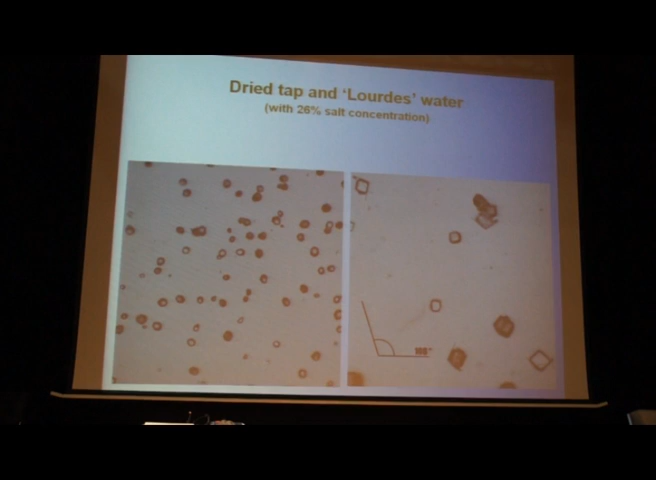 Dried tap and ‘Lourdes’ water
(with 26% salt concentration)